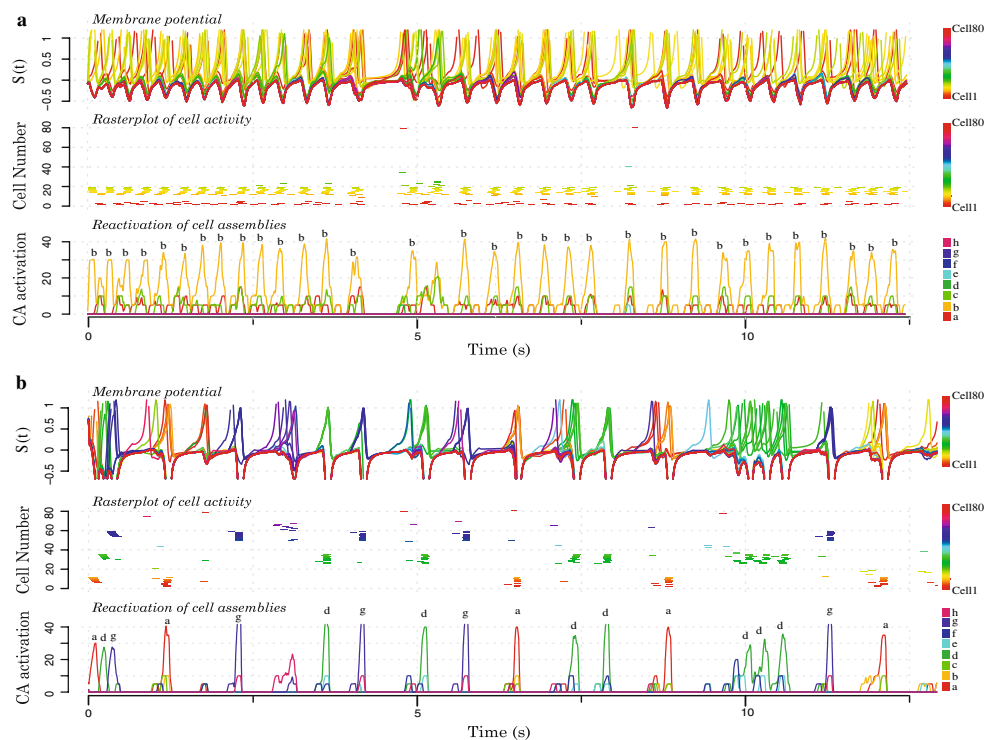 a
Membrane potential
S(t)
1
0.5
0
−0.5
Cell80
Cell1
Rasterplot of cell activity
Cell Number
80
60
40
20
0
Cell80
Cell1
Reactivation of cell assemblies
CA activation
40
20
0
b b b b b b b b b b b b b b b b b b b b b b b b b b b b b b
h
g
f
e
d
c
b
a
0 5 10
Time (s)
b
Membrane potential
S(t)
1
0.5
0
−0.5
Cell80
Cell1
Rasterplot of cell activity
Cell Number
80
60
40
20
0
Cell80
Cell1
Reactivation of cell assemblies
CA activation
40
20
0
a d g a g d g d g a d d a d d d g a
h
g
f
e
d
c
b
a
0 5 10
Time (s)